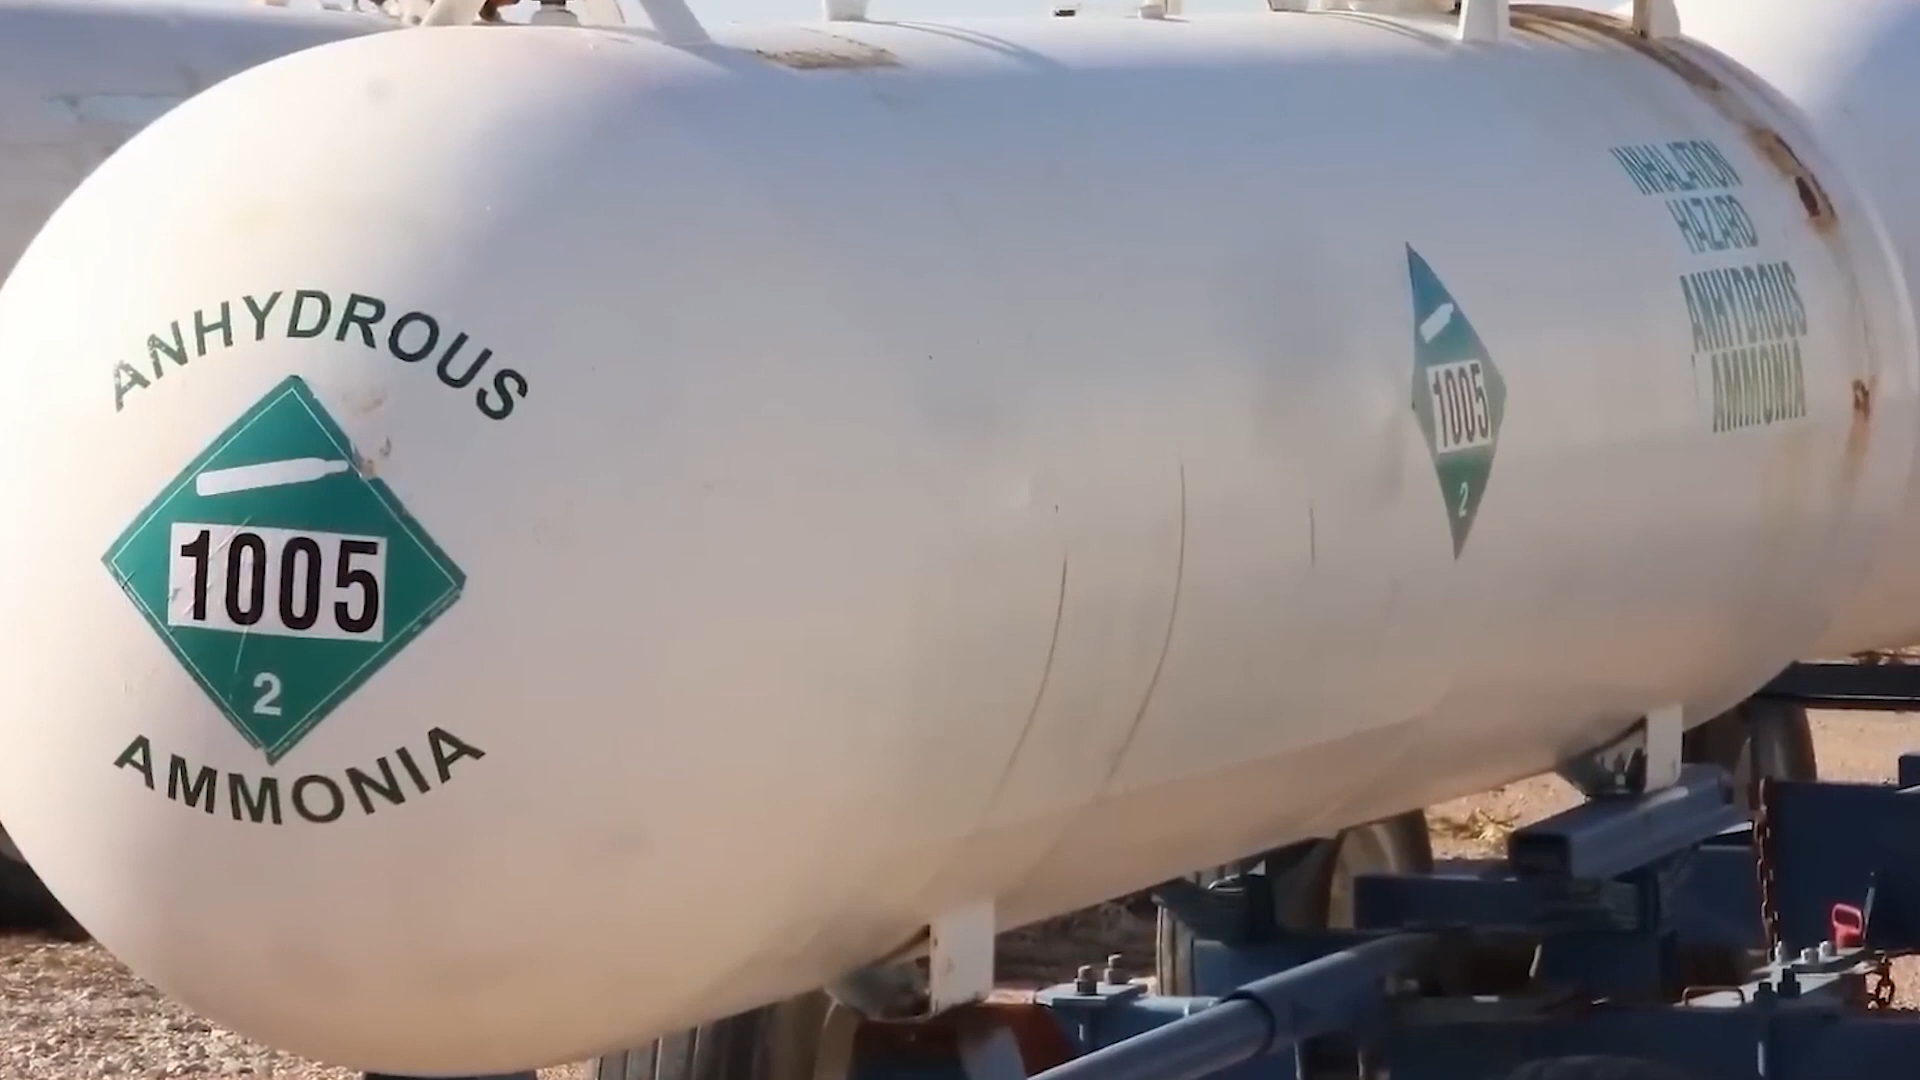 ANHYDROUS
1005
2
AMMONIA
1005
2
INHALATION
HAZARD
ANHYDROUS
AMMONIA